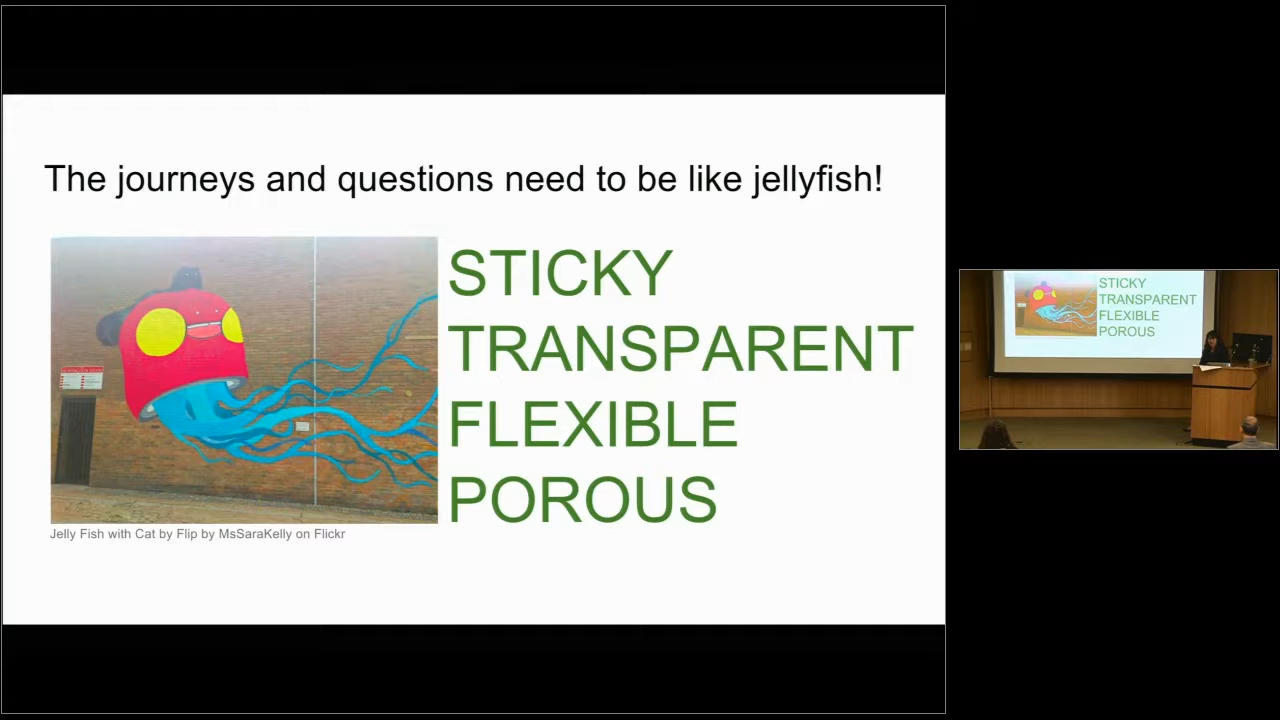 The journeys and questions need to be like jellyfish!
STICKY
TRANSPARENT
FLEXIBLE
POROUS
Jelly Fish with Cat by Flip by MsSaraKelly on Flickr
STICKY
TRANSPARENT
FLEXIBLE
POROUS